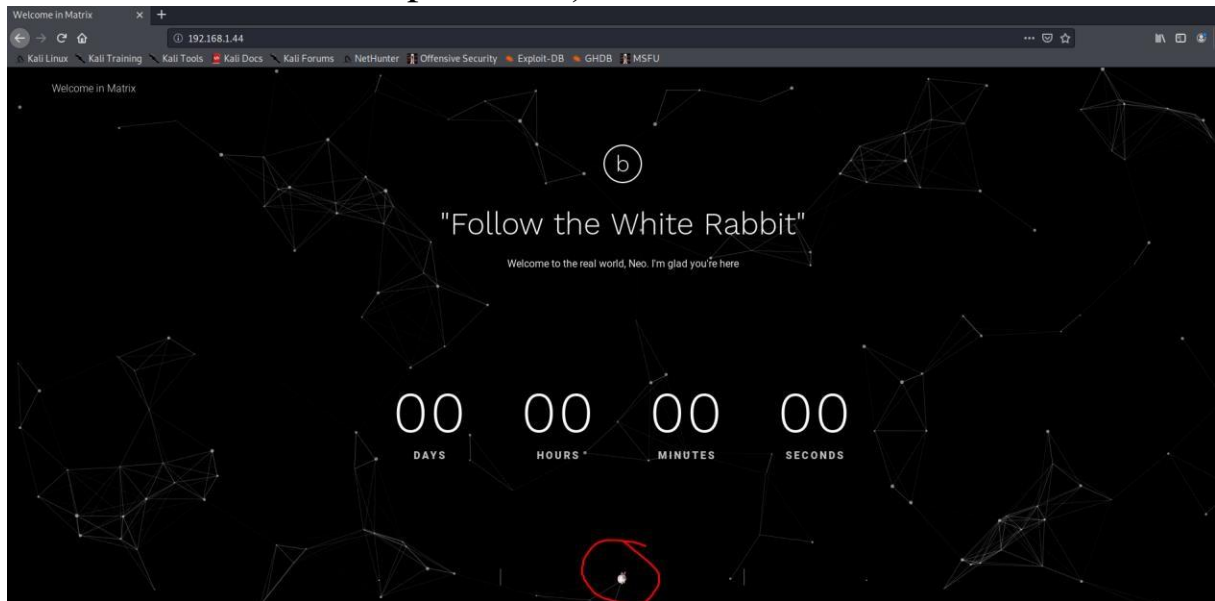 Welcome in Matrix
192.168.1.44
Kali Linux Kali Training Kali Tools Kali Docs Kali Forums NetHunter Offensive Security Exploit-DB GHDB MSFU
Welcome in Matrix
b
"Follow the White Rabbit"
Welcome to the real world, Neo. I'm glad you're here
00 00 00 00
DAYS HOURS MINUTES SECONDS